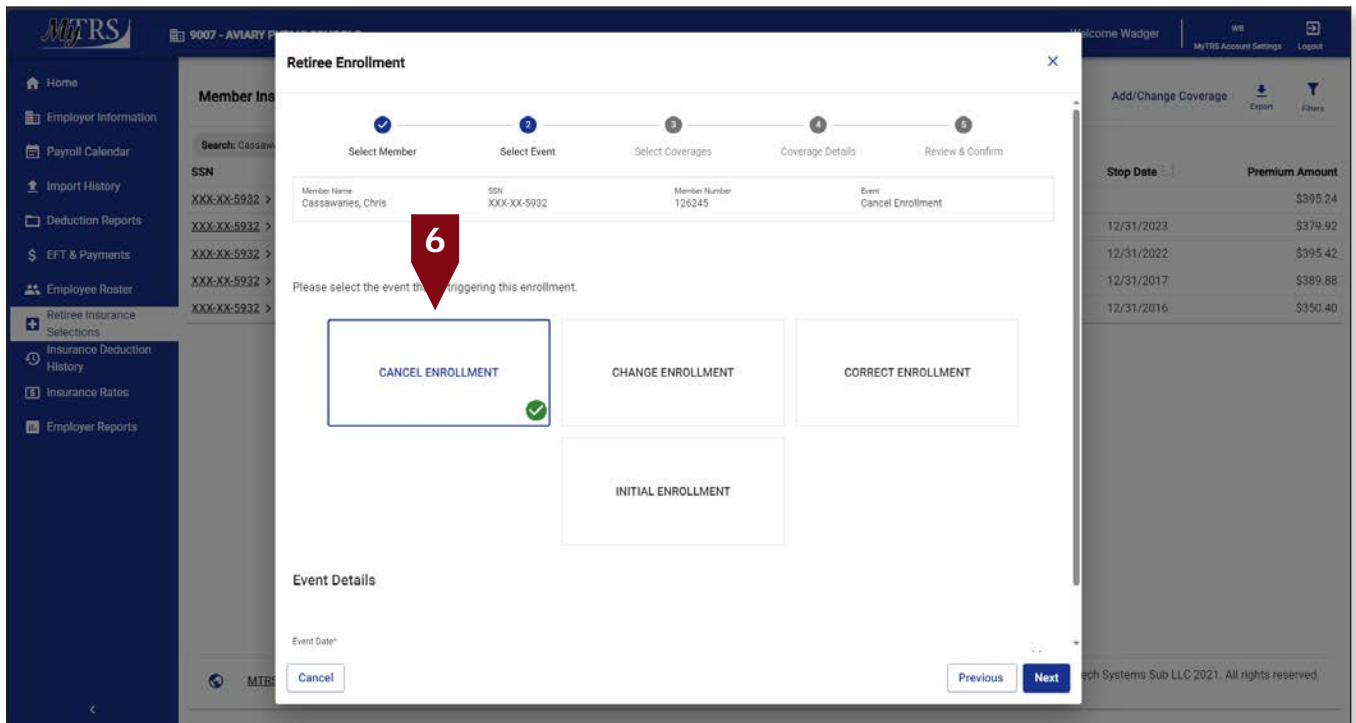 MyTRS
9007 - AVIARY
Welcome Wadger
WB
MyTRS Account Settings
Logout
Home
Employer Information
Payroll Calendar
Import History
Deduction Reports
EFT & Payments
Employee Roster
Retiree Insurance
Selections
Insurance Deduction
History
Insurance Rates
Employer Reports
Member Ins
Add/Change Coverage
Export
Filters
Search: Cassaw
SSN
Stop Date
Premium Amount
XXX-XX-5932 >
$395.24
XXX-XX-5932 >
12/31/2023
$379.92
XXX-XX-5932 >
12/31/2022
$395.42
XXX-XX-5932 >
12/31/2017
$389.88
XXX-XX-5932 >
12/31/2016
$350.40
Retiree Enrollment
Select Member
2
Select Event
3
Select Coverages
4
Coverage Details
5
Review & Confirm
Member Name
Cassawaries, Chris
SSN
XXX-XX-5932
Member Number
126245
Event
Cancel Enrollment
6
Please select the event triggering this enrollment.
CANCEL ENROLLMENT
CHANGE ENROLLMENT
CORRECT ENROLLMENT
INITIAL ENROLLMENT
Event Details
Event Date*
Cancel
Previous
Next
MTRS
ech Systems Sub LLC 2021. All rights reserved.